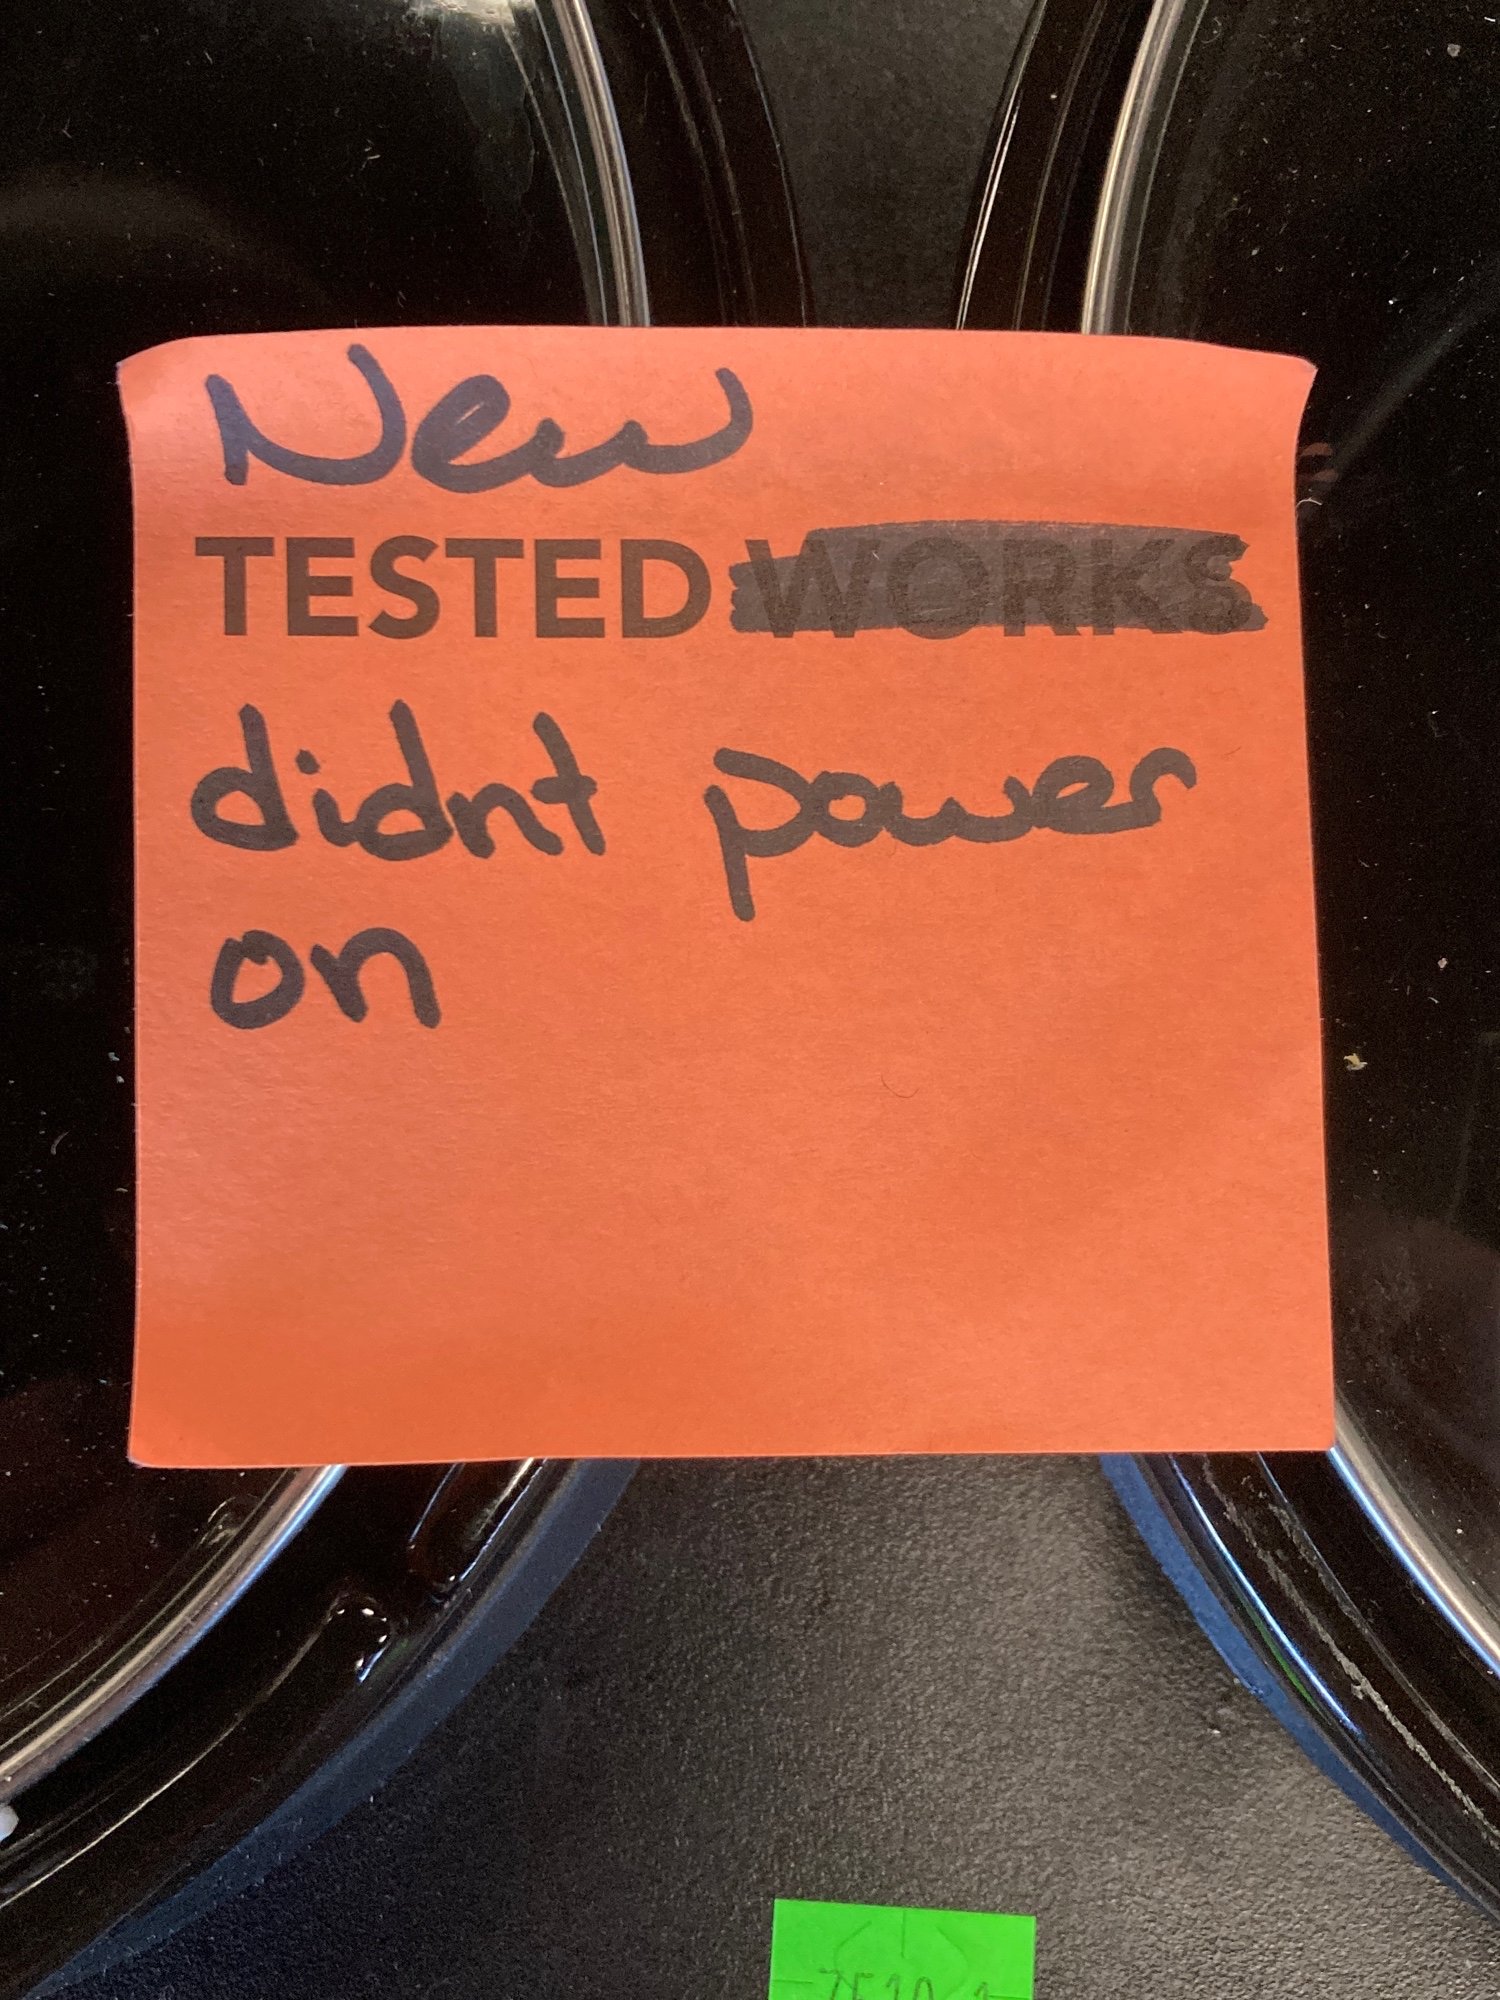 New
TESTED WORKS
didnt power
on